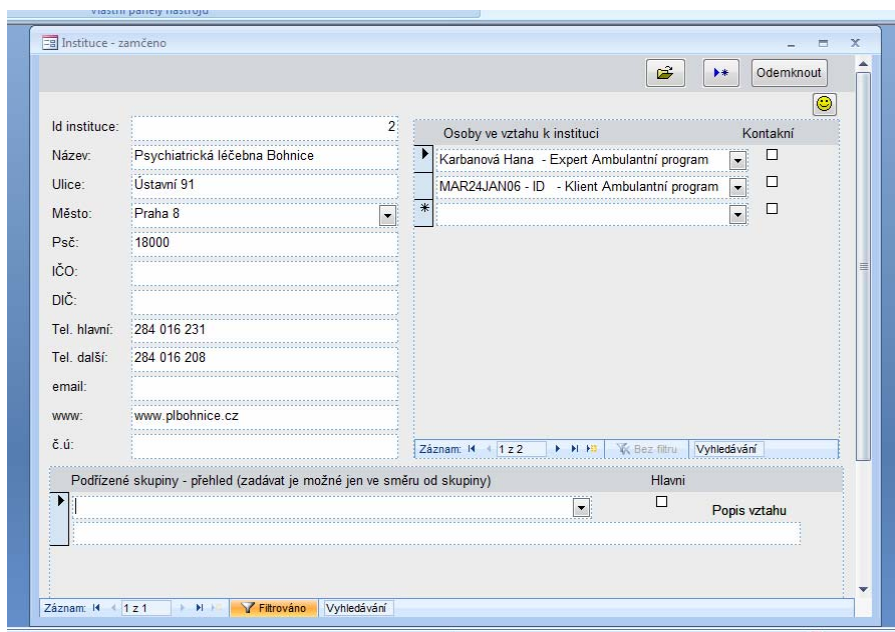 Vlastní panely nástrojů
Instituce - zamčeno
Odemknout
Id instituce: 2
Název: Psychiatrická léčebna Bohnice
Ulice: Ústavní 91
Město: Praha 8
Psč: 18000
IČO:
DIČ:
Tel. hlavní: 284 016 231
Tel. další: 284 016 208
email:
www: www.plbohnice.cz
č.ú:
Osoby ve vztahu k instituci Kontakní
Karbanová Hana - Expert Ambulantní program
MAR24JAN06 - ID - Klient Ambulantní program
Záznam: 1 z 2 Bez filtru Vyhledávání
Podřízené skupiny - přehled (zadávat je možné jen ve směru od skupiny) Hlavni
Popis vztahu
Záznam: 1 z 1 Filtrováno Vyhledávání